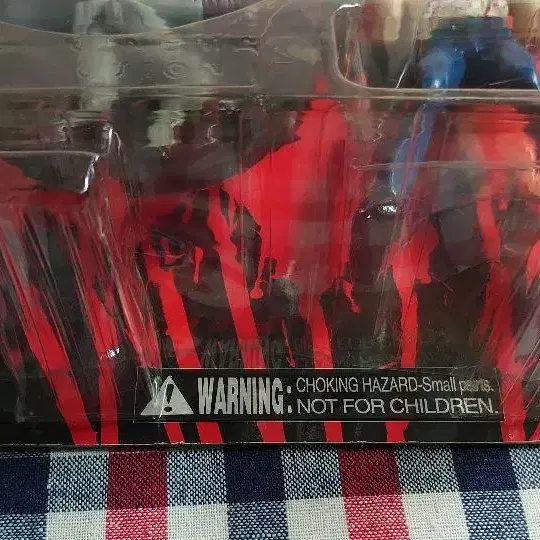 WARNING: CHOKING HAZARD-Small parts.
NOT FOR CHILDREN.